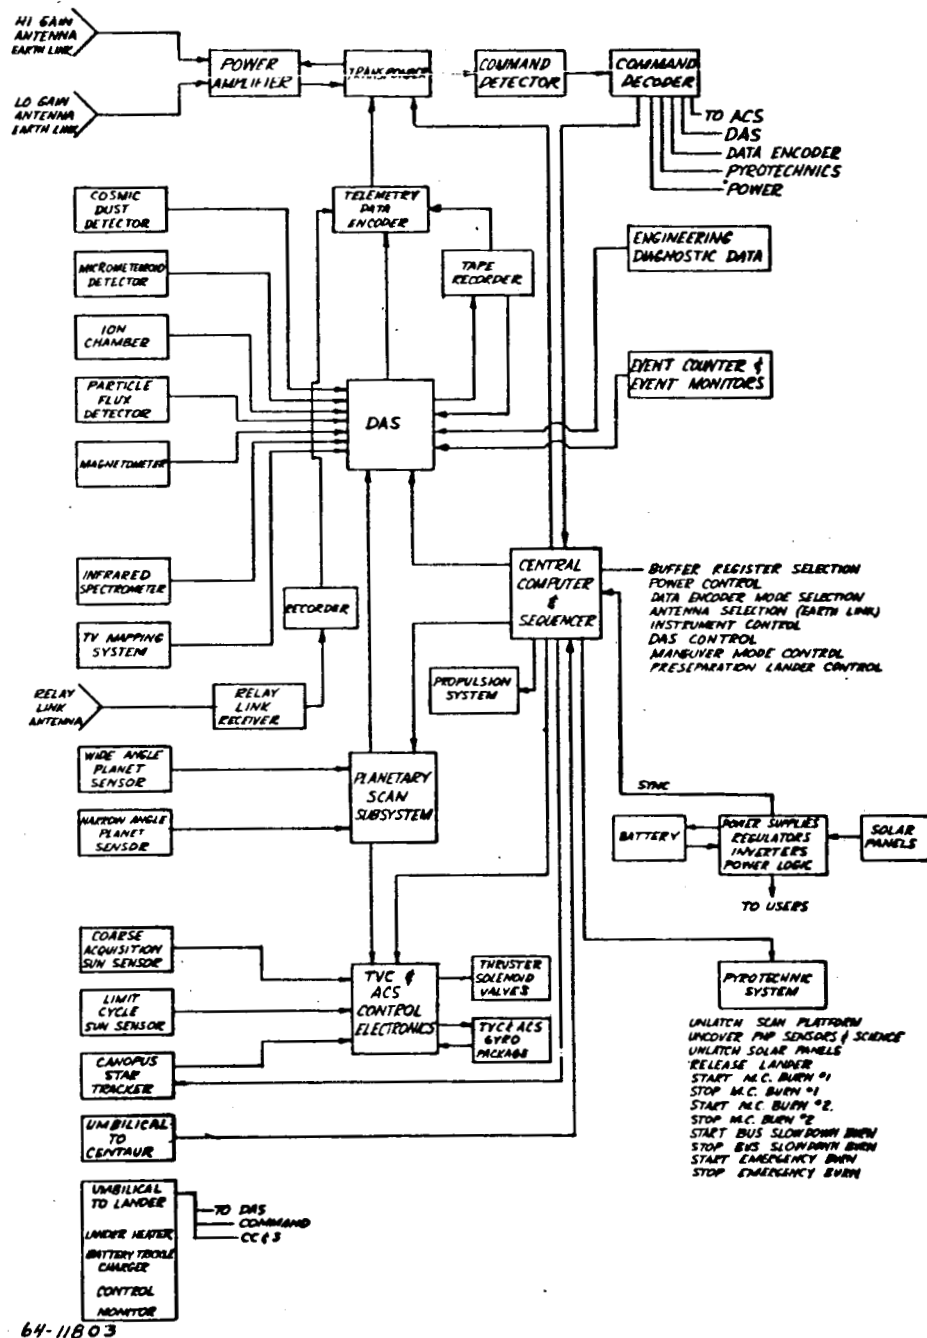 HI GAIN
ANTENNA
EARTH LINK
LO GAIN
ANTENNA
EARTH LINK
POWER
AMPLIFIER
TRANSPONDER
COMMAND
DETECTOR
COMMAND
DECODER
TO ACS
DAS
DATA ENCODER
PYROTECHNICS
POWER
COSMIC
DUST
DETECTOR
TELEMETRY
DATA
ENCODER
TAPE
RECORDER
ENGINEERING
DIAGNOSTIC DATA
MICROMETEROID
DETECTOR
ION
CHAMBER
EVENT COUNTER &
EVENT MONITORS
PARTICLE
FLUX
DETECTOR
DAS
MAGNETOMETER
INFRARED
SPECTROMETER
RECORDER
CENTRAL
COMPUTER
&
SEQUENCER
BUFFER REGISTER SELECTION
POWER CONTROL
DATA ENCODER MODE SELECTION
ANTENNA SELECTION (EARTH LINK)
INSTRUMENT CONTROL
DAS CONTROL
MANEUVER MODE CONTROL
PRESEPARATION LANDER CONTROL
TV MAPPING
SYSTEM
PROPULSION
SYSTEM
RELAY
LINK
ANTENNA
RELAY
LINK
RECEIVER
WIDE ANGLE
PLANET
SENSOR
PLANETARY
SCAN
SUBSYSTEM
NARROW ANGLE
PLANET
SENSOR
SYNC
BATTERY
POWER SUPPLIES
REGULATORS
INVERTERS
POWER LOGIC
SOLAR
PANELS
TO USERS
COARSE
ACQUISITION
SUN SENSOR
TVC &
ACS
CONTROL
ELECTRONICS
THRUSTER
SOLENOID
VALVES
LIMIT
CYCLE
SUN SENSOR
TVC & ACS
GYRO
PACKAGE
CANOPUS
STAR
TRACKER
PYROTECHNIC
SYSTEM
UNLATCH SCAN PLATFORM
UNCOVER PHP SENSORS & SCIENCE
UNLATCH SOLAR PANELS
RELEASE LANDER
START M.C. BURN #1
STOP M.C. BURN #1
START M.C. BURN #2.
STOP M.C. BURN #2
START BUS SLOWDOWN BURN
STOP BUS SLOWDOWN BURN
START EMERGENCY BURN
STOP EMERGENCY BURN
UMBILICAL
TO
CENTAUR
UMBILICAL
TO LANDER
LANDER HEATER
BATTERY TRICKLE
CHARGER
CONTROL
MONITOR
TO DAS
COMMAND
CC & S
64-11803